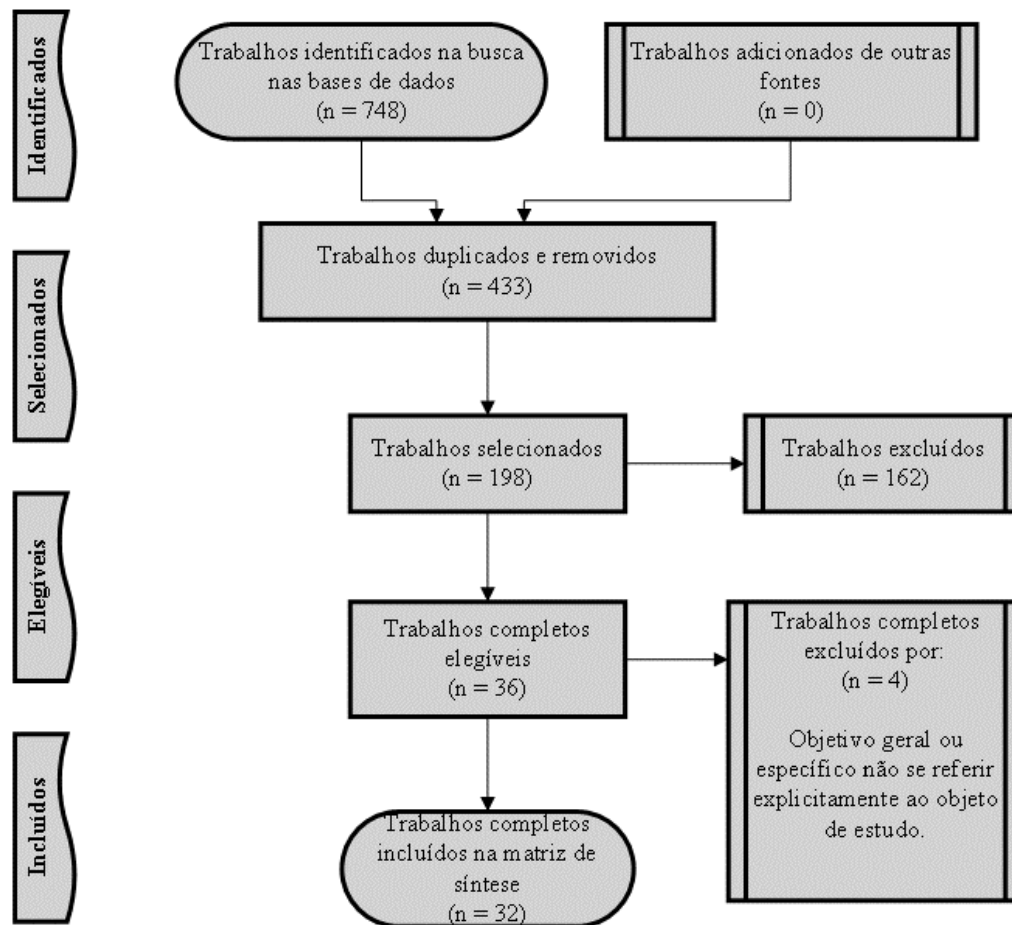 Identificados
Trabalhos identificados na busca
nas bases de dados
(n = 748)
Trabalhos adicionados de outras
fontes
(n = 0)
Selecionados
Trabalhos duplicados e removidos
(n = 433)
Trabalhos selecionados
(n = 198)
Trabalhos excluídos
(n = 162)
Elegíveis
Trabalhos completos
elegíveis
(n = 36)
Trabalhos completos
excluídos por:
(n = 4)
Objetivo geral ou
específico não se referir
explicitamente ao objeto
de estudo.
Incluídos
Trabalhos completos
incluídos na matriz de
síntese
(n = 32)